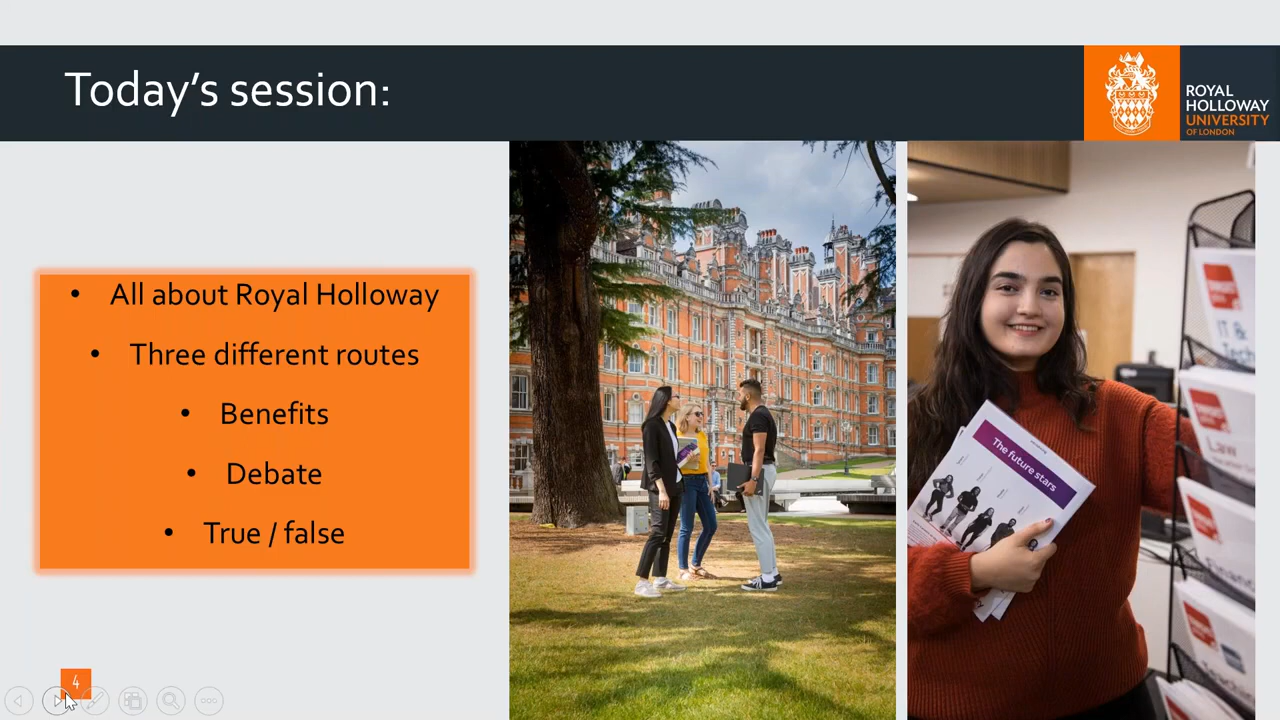 Today's session:
ROYAL
HOLLOWAY
UNIVERSITY
OF LONDON
• All about Royal Holloway
• Three different routes
• Benefits
• Debate
• True / false
The future stars
IT &
Tech
Law
4